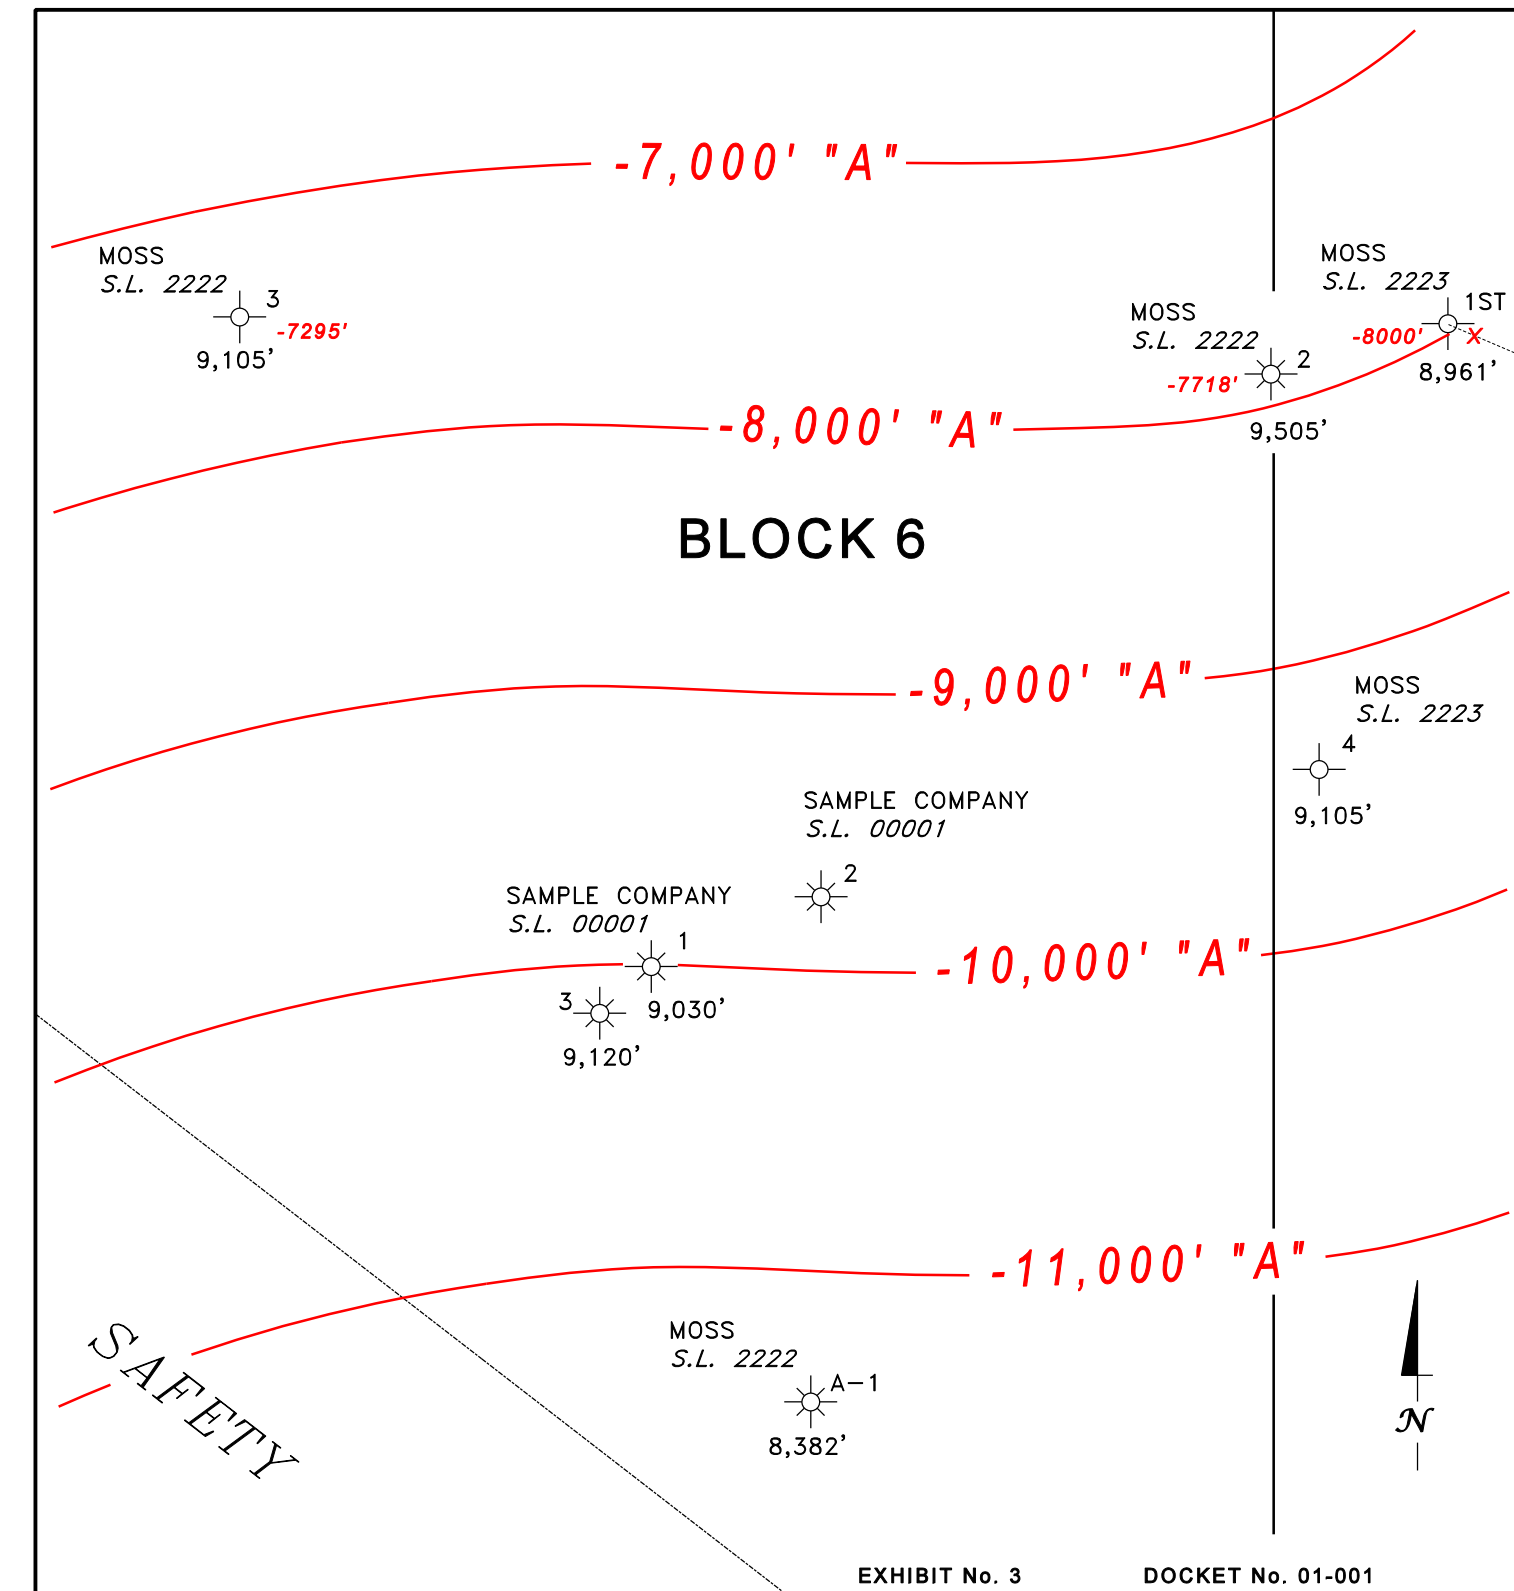 -7,000' "A"
MOSS
S.L. 2222
3
-7295'
9,105'
MOSS
S.L. 2223
1ST
-8000'
X
8,961'
MOSS
S.L. 2222
2
-7718'
9,505'
-8,000' "A"
BLOCK 6
-9,000' "A"
MOSS
S.L. 2223
4
9,105'
SAMPLE COMPANY
S.L. 00001
2
SAMPLE COMPANY
S.L. 00001
1
9,030'
-10,000' "A"
3
9,120'
-11,000' "A"
SAFETY
MOSS
S.L. 2222
A-1
8,382'
N
EXHIBIT No. 3
DOCKET No. 01-001